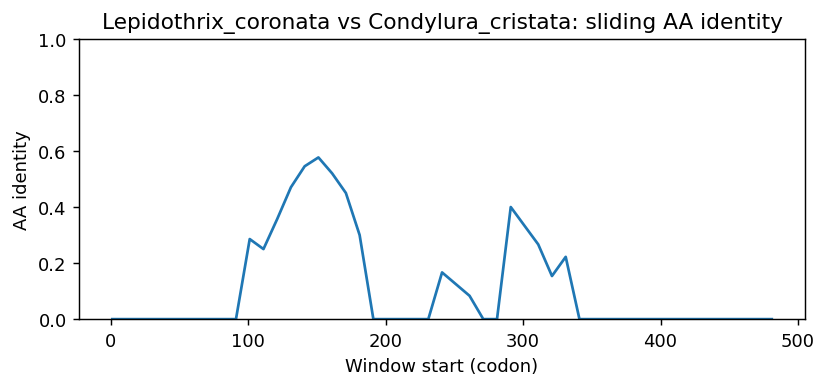 Lepidothrix_coronata vs Condylura_cristata: sliding AA identity
1.0
0.8
0.6
0.4
0.2
0.0
AA identity
0 100 200 300 400 500
Window start (codon)